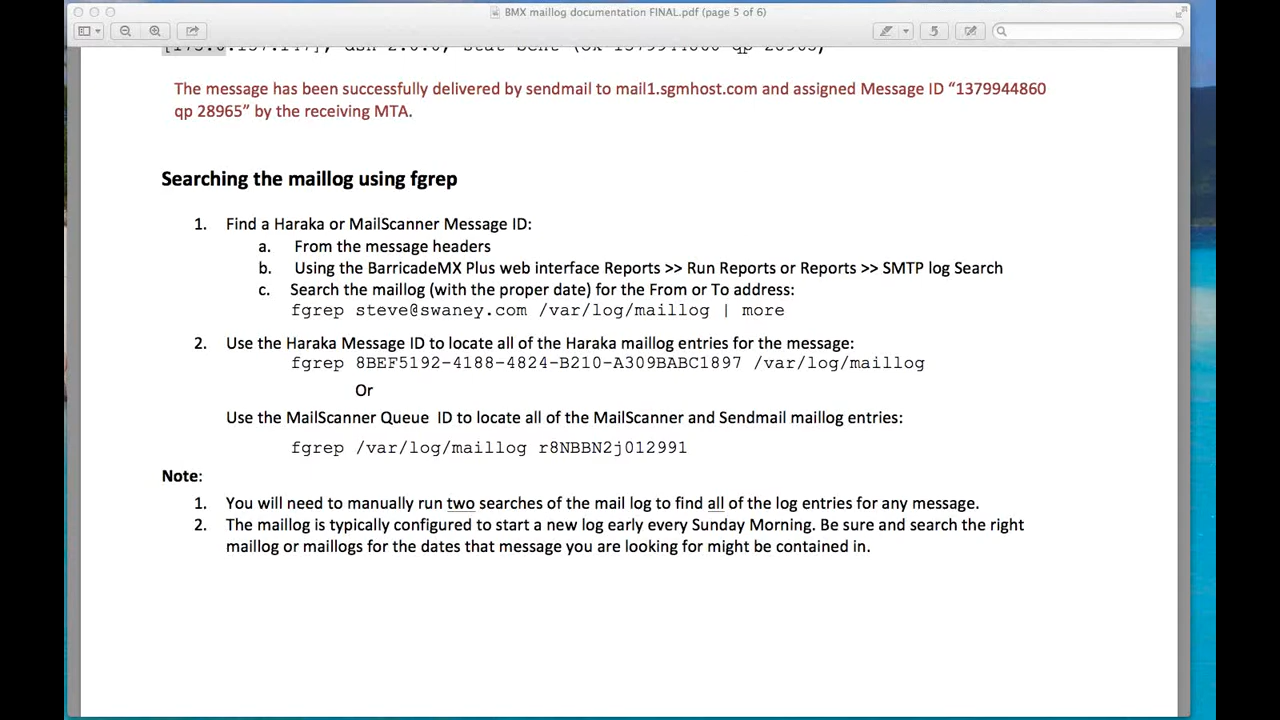 BMX maillog documentation FINAL.pdf (page 5 of 6)
The message has been successfully delivered by sendmail to mail1.sgmhost.com and assigned Message ID “1379944860
qp 28965” by the receiving MTA.
Searching the maillog using fgrep
1. Find a Haraka or MailScanner Message ID:
a. From the message headers
b. Using the BarricadeMX Plus web interface Reports >> Run Reports or Reports >> SMTP log Search
c. Search the maillog (with the proper date) for the From or To address:
fgrep steve@swaney.com /var/log/maillog | more
2. Use the Haraka Message ID to locate all of the Haraka maillog entries for the message:
fgrep 8BEF5192-4188-4824-B210-A309BABC1897 /var/log/maillog
Or
Use the MailScanner Queue  ID to locate all of the MailScanner and Sendmail maillog entries:
fgrep /var/log/maillog r8NBBN2j012991
Note:
1. You will need to manually run two searches of the mail log to find all of the log entries for any message.
2. The maillog is typically configured to start a new log early every Sunday Morning. Be sure and search the right
maillog or maillogs for the dates that message you are looking for might be contained in.